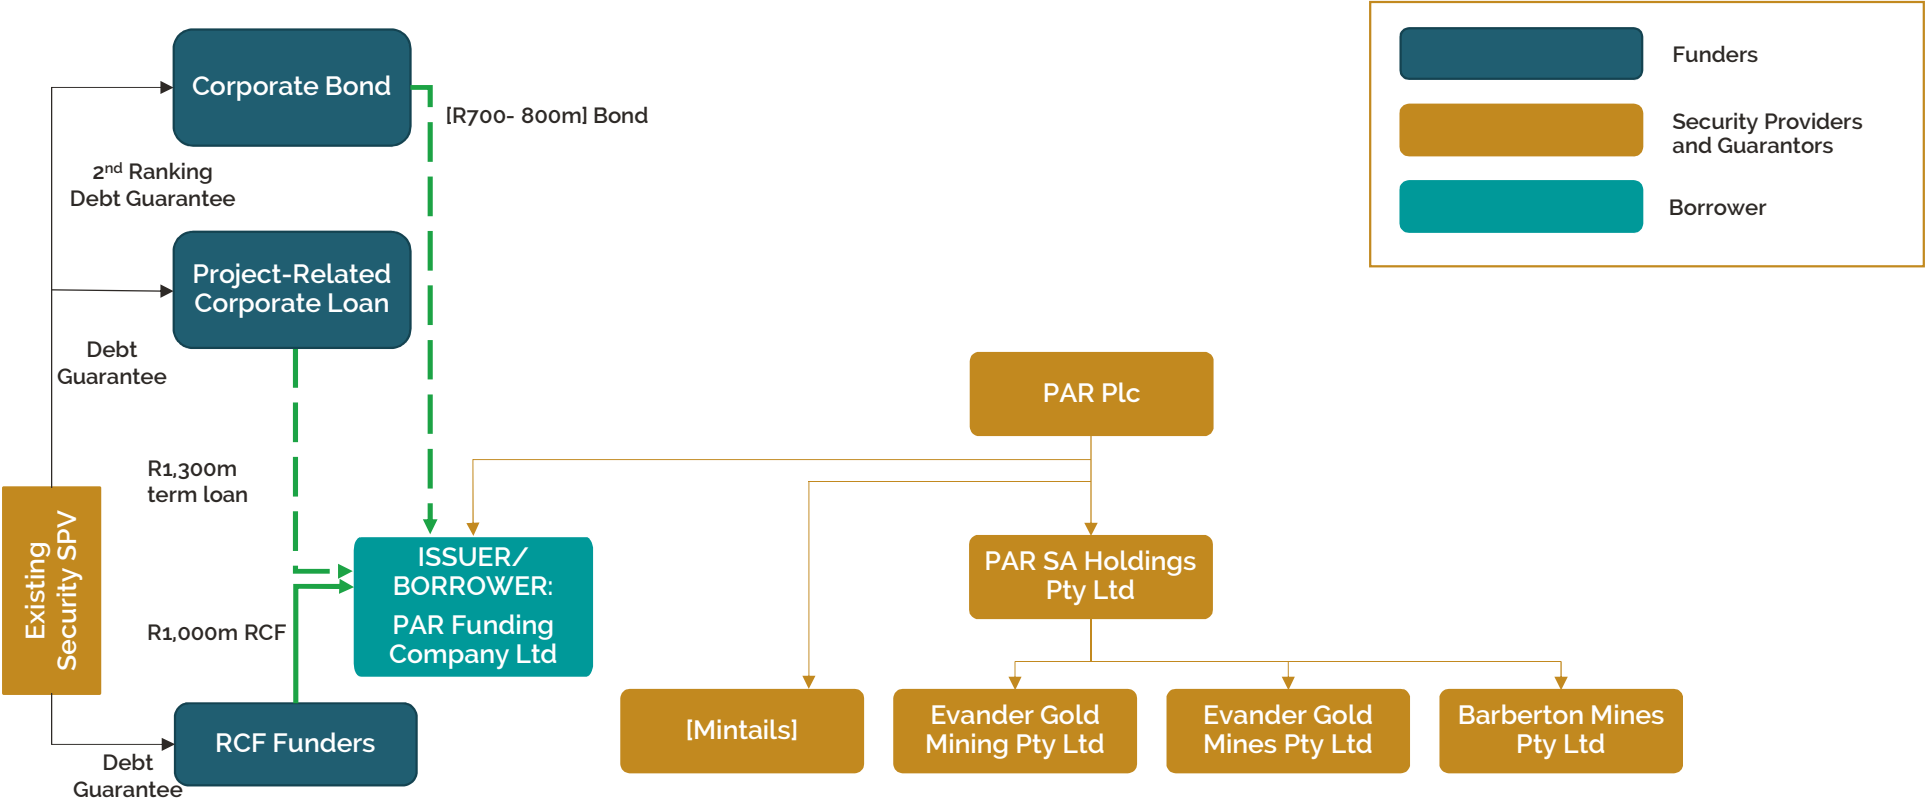 Corporate Bond
[R700- 800m] Bond
2nd Ranking
Debt Guarantee
Project-Related
Corporate Loan
Debt
Guarantee
R1,300m
term loan
Existing
Security SPV
R1,000m RCF
ISSUER/
BORROWER:
PAR Funding
Company Ltd
RCF Funders
Debt
Guarantee
PAR Plc
PAR SA Holdings
Pty Ltd
[Mintails]
Evander Gold
Mining Pty Ltd
Evander Gold
Mines Pty Ltd
Barberton Mines
Pty Ltd
Funders
Security Providers
and Guarantors
Borrower